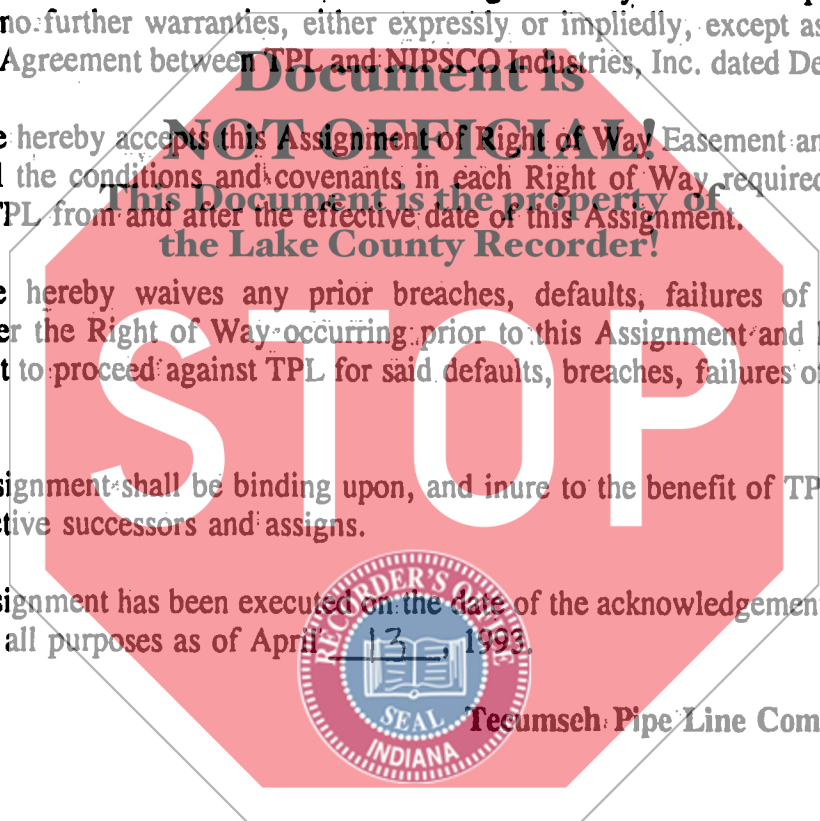 no further warranties, either expressly or impliedly, except as
Agreement between TPL and NIPSCO Industries, Inc. dated De
Document is
hereby accepts this Assignment of Right of Way Easement an
NOT OFFICIAL!
the conditions and covenants in each Right of Way required
This Document is the property of
TPL from and after the effective date of this Assignment.
the Lake County Recorder!
e hereby waives any prior breaches, defaults, failures of
er the Right of Way occurring prior to this Assignment and
t to proceed against TPL for said defaults, breaches, failures of
STOP
signment shall be binding upon, and inure to the benefit of TP
tive successors and assigns.
signment has been executed on the date of the acknowledgement
all purposes as of April 13, 1993.
RECORDER'S OFFICE
SEAL
INDIANA
Tecumseh Pipe Line Com